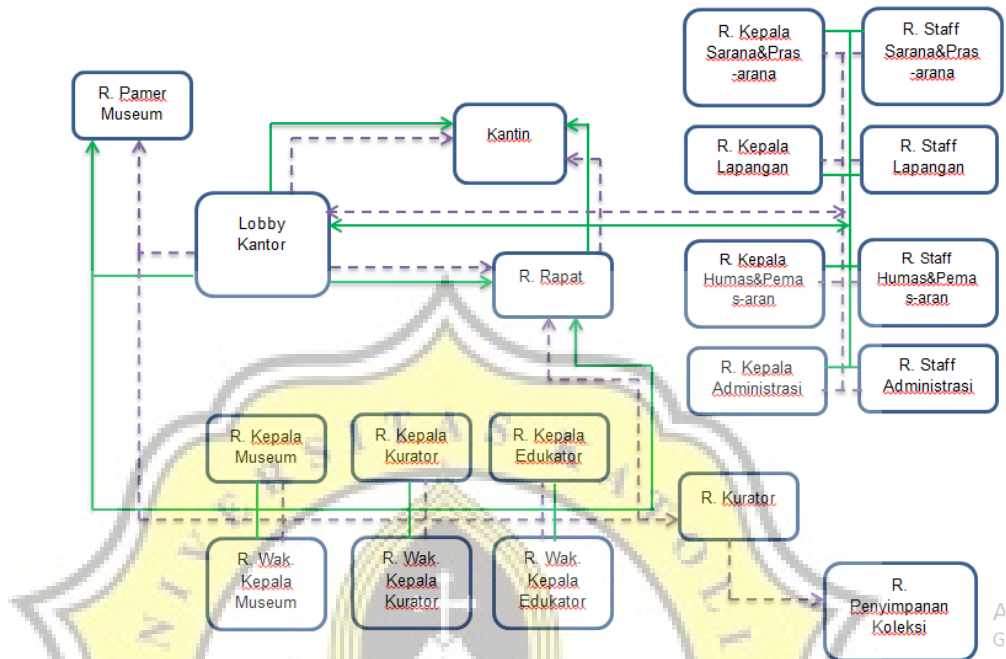 R. Kepala
Sarana&Pras
-arana
R. Staff
Sarana&Pras
-arana
R. Pamer
Museum
Kantin
R. Kepala
Lapangan
R. Staff
Lapangan
Lobby
Kantor
R. Rapat
R. Kepala
Humas&Pema
s-aran
R. Staff
Humas&Pema
s-aran
R. Kepala
Administrasi
R. Staff
Administrasi
R. Kepala
Museum
R. Kepala
Kurator
R. Kepala
Edukator
R. Kurator
R. Wak.
Kepala
Museum
R. Wak.
Kepala
Kurator
R. Wak.
Kepala
Edukator
R.
Penyimpanan
Koleksi